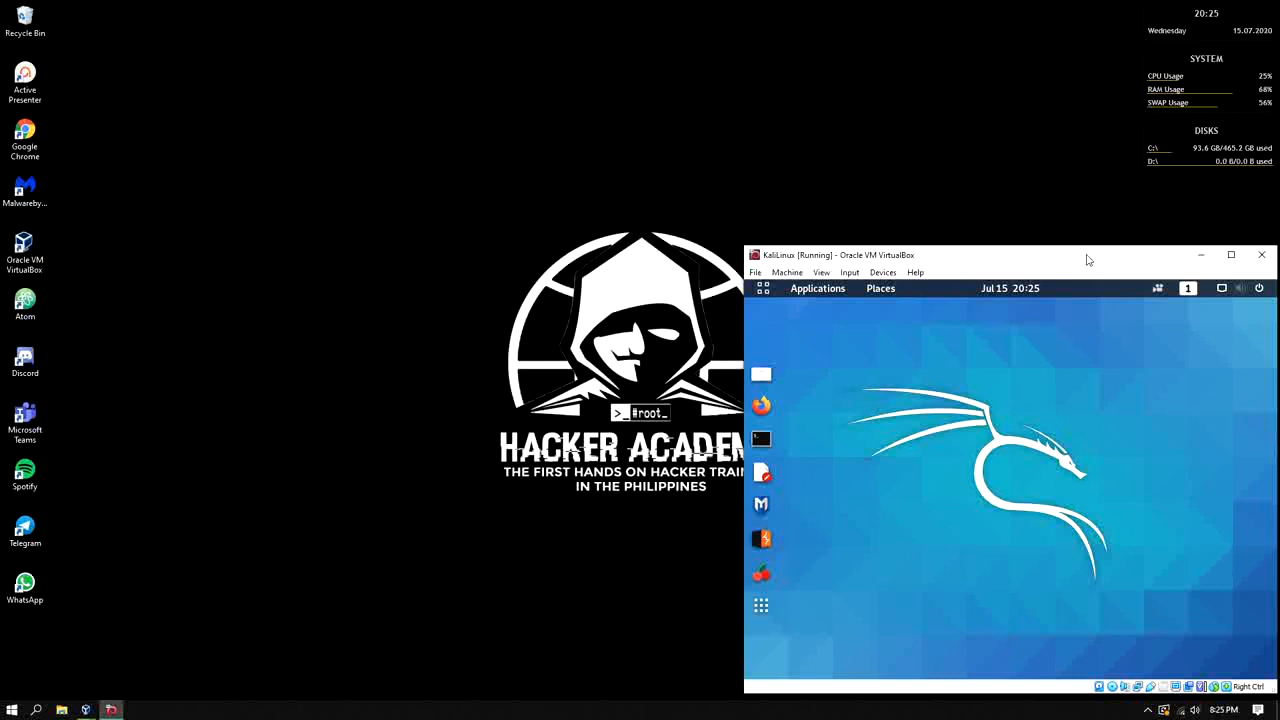 Recycle Bin
Active
Presenter
Google
Chrome
Malwareby...
Oracle VM
VirtualBox
Atom
Discord
Microsoft
Teams
Spotify
Telegram
WhatsApp
20:25
Wednesday 15.07.2020
SYSTEM
CPU Usage 25%
RAM Usage 68%
SWAP Usage 56%
DISKS
C:\ 93.6 GB/465.2 GB used
D:\ 0.0 B/0.0 B used
>_ #root_
HACKER ACADEM
THE FIRST HANDS ON HACKER TRAI
IN THE PHILIPPINES
KaliLinux [Running] - Oracle VM VirtualBox
File Machine View Input Devices Help
Applications Places Jul 15 20:25 1
Right Ctrl
8:25 PM